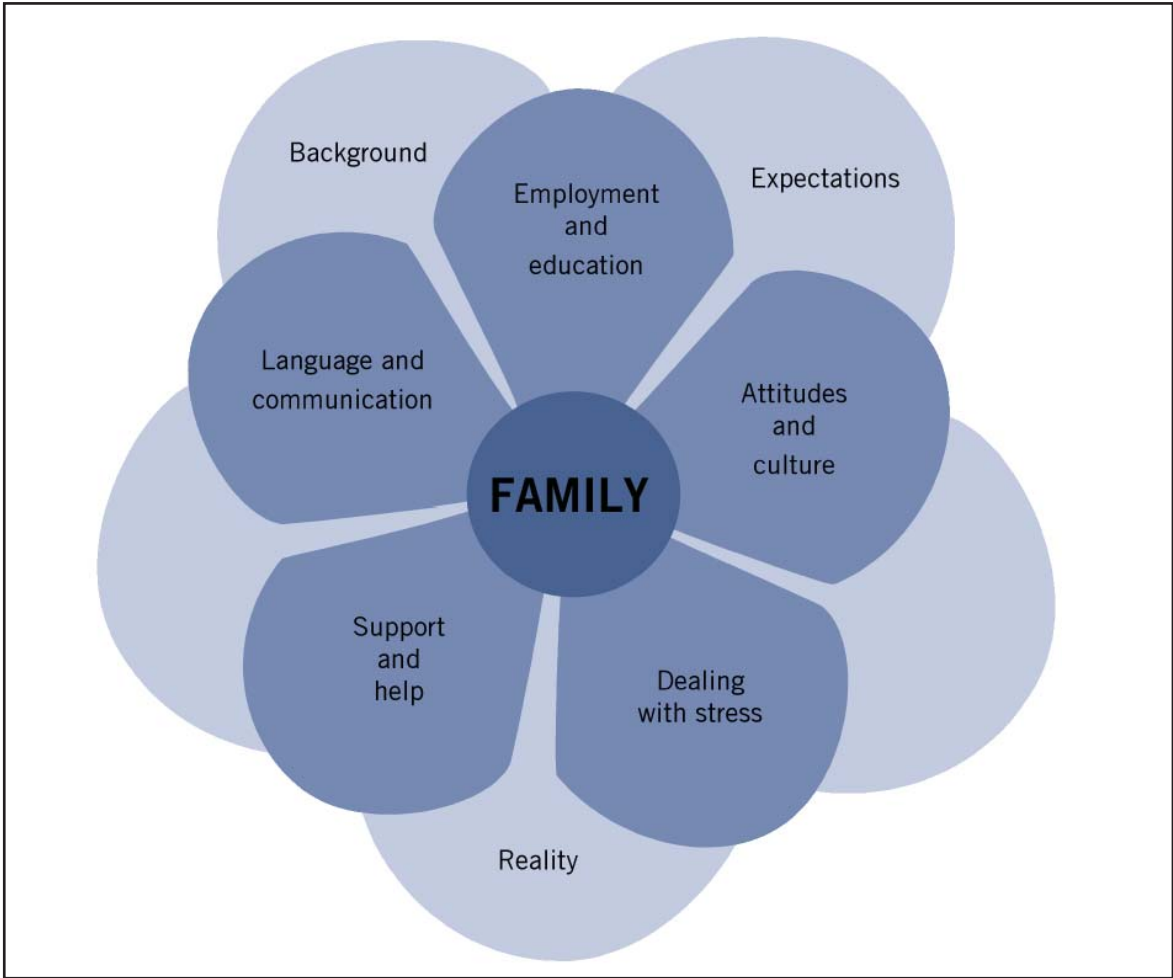 Background
Expectations
Employment
and
education
Language and
communication
Attitudes
and
culture
FAMILY
Support
and
help
Dealing
with stress
Reality